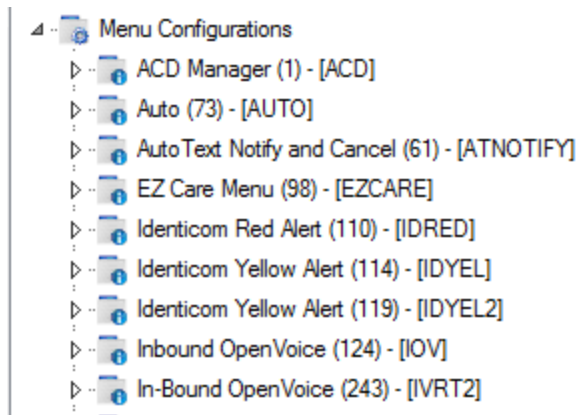 Menu Configurations
ACD Manager (1) - [ACD]
Auto (73) - [AUTO]
AutoText Notify and Cancel (61) - [ATNOTIFY]
EZ Care Menu (98) - [EZCARE]
Identicom Red Alert (110) - [IDRED]
Identicom Yellow Alert (114) - [IDYEL]
Identicom Yellow Alert (119) - [IDYEL2]
Inbound OpenVoice (124) - [IOV]
In-Bound OpenVoice (243) - [IVRT2]